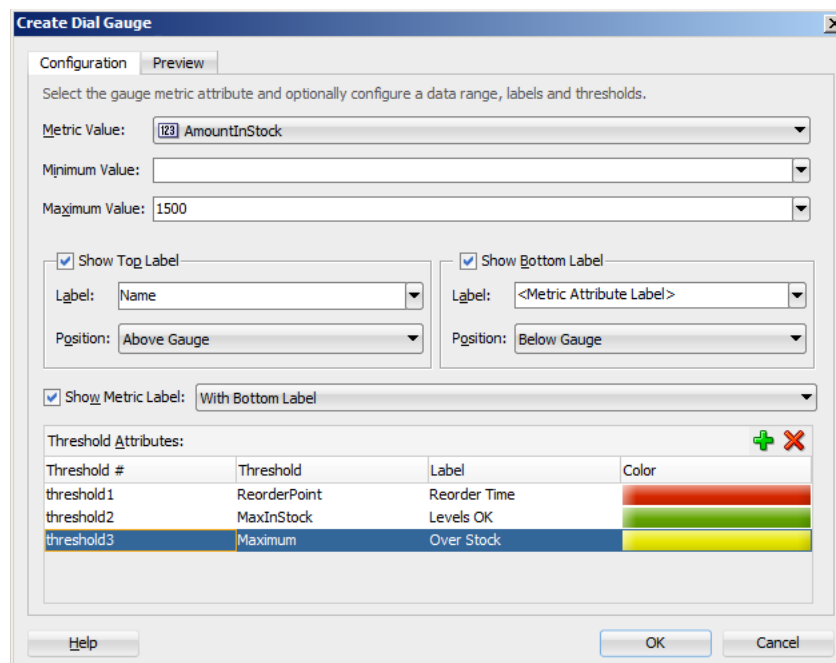 Create Dial Gauge
Configuration Preview
Select the gauge metric attribute and optionally configure a data range, labels and thresholds.
Metric Value: 123 AmountInStock
Minimum Value:
Maximum Value: 1500
Show Top Label Show Bottom Label
Label: Name Label: <Metric Attribute Label>
Position: Above Gauge Position: Below Gauge
Show Metric Label: With Bottom Label
Threshold Attributes:
Threshold # Threshold Label Color
threshold1 ReorderPoint Reorder Time
threshold2 MaxInStock Levels OK
threshold3 Maximum Over Stock
Help OK Cancel